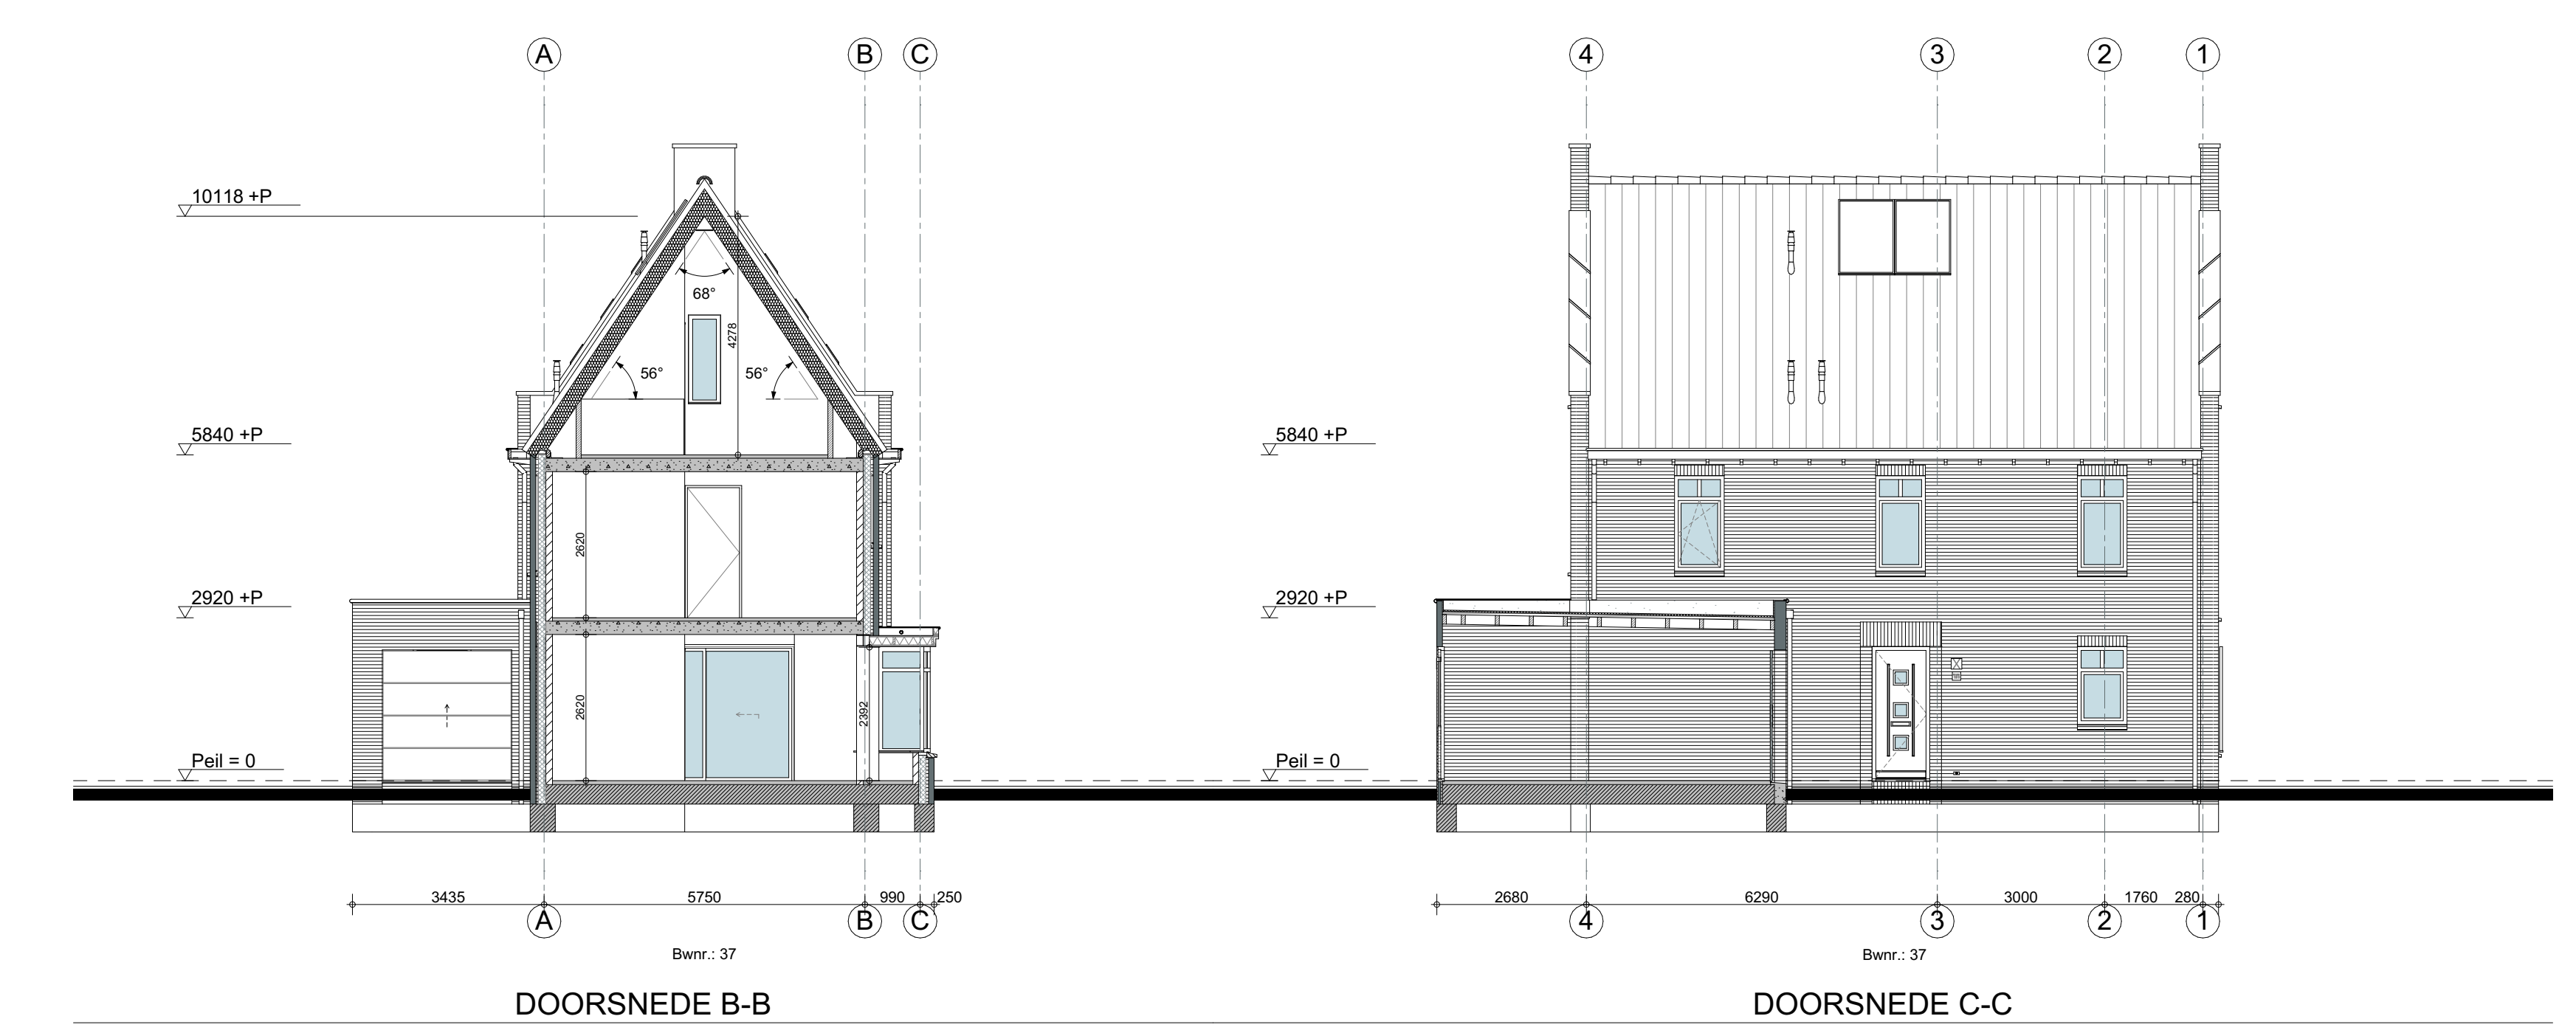 A B C
4 3 2 1
10118 +P
68°
4278
56° 56°
5840 +P
5840 +P
2620
2920 +P
2920 +P
2620
2392
Peil = 0
Peil = 0
3435 5750 990 250
2680 6290 3000 1760 280
A B C
4 3 2 1
Bwnr.: 37
Bwnr.: 37
DOORSNEDE B-B
DOORSNEDE C-C